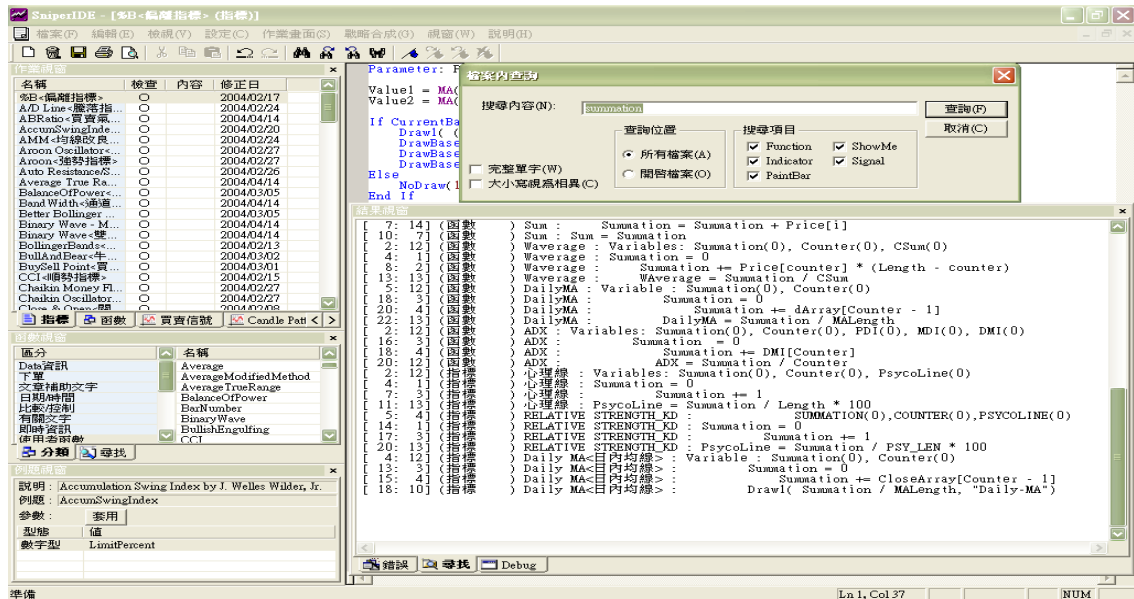 SniperIDE - [%B<偏離指標> (指標)]
檔案(F) 編輯(E) 檢視(V) 設定(C) 作業畫面(S) 戰略合成(G) 視窗(W) 説明(H)
作業視窗
名稱 檢查 內容 修正日
%B<偏離指標> O 2004/02/17
A/D Line<騰落指... O 2004/02/24
ABRatio<買賣氣... O 2004/04/14
AccumSwingInde... O 2004/02/20
AMM<均線改良... O 2004/02/24
Aroon Oscillator<... O 2004/02/27
Aroon<強勢指標> O 2004/02/27
Auto Resistance/S... O 2004/02/26
Average True Ra... O 2004/04/14
BalanceOfPower<... O 2004/03/05
Band Width<通道... O 2004/04/14
Better Bollinger ... O 2004/03/05
Binary Wave - M... O 2004/04/14
Binary Wave<雙... O 2004/04/14
BollingerBands<... O 2004/02/13
BullAndBear<牛... O 2004/03/02
BuySell Point<買... O 2004/03/01
CCI<順勢指標> O 2004/02/15
Chaikin Money Fl... O 2004/02/27
Chaikin Oscillator... O 2004/02/27
指標 函數 買賣信號 Candle Patt
函數視窗
區分 名稱
Data資訊 Average
下單 AverageModifiedMethod
文章補助文字 AverageTrueRange
日期/時間 BalanceOfPower
比較/控制 BarNumber
有關文字 BinaryWave
即時資訊 BullishEngulfing
使用者函數 CCI
分類 尋找
例題視窗
説明 : Accumulation Swing Index by J. Welles Wilder, Jr.
例題 : AccumSwingIndex
參數 : 套用
型態 值
數字型 LimitPercent
Parameter: P
Value1 = MA(
Value2 = MA(
If CurrentBa
Draw1( (
DrawBase
DrawBase
DrawBase
Else
NoDraw(1
End If
檔案內查詢
搜尋內容(N): summation 查詢(F)
取消(C)
查詢位置 搜尋項目
所有檔案(A) Function ShowMe
開啓檔案(O) Indicator Signal
PaintBar
完整單字(W)
大小寫視爲相異(C)
結果視窗
[ 7: 14] (函數 ) Sum : Summation = Summation + Price[i]
[ 10: 7] (函數 ) Sum : Sum = Summation
[ 2: 12] (函數 ) Waverage : Variables: Summation(0), Counter(0), CSum(0)
[ 4: 1] (函數 ) Waverage : Summation = 0
[ 8: 2] (函數 ) Waverage : Summation += Price[counter] * (Length - counter)
[ 13: 13] (函數 ) Waverage : WAverage = Summation / CSum
[ 5: 12] (函數 ) DailyMA : Variable : Summation(0), Counter(0)
[ 18: 3] (函數 ) DailyMA : Summation = 0
[ 20: 4] (函數 ) DailyMA : Summation += dArray[Counter - 1]
[ 22: 13] (函數 ) DailyMA : DailyMA = Summation / MALength
[ 2: 12] (函數 ) ADX : Variables: Summation(0), Counter(0), PDI(0), MDI(0), DMI(0)
[ 16: 3] (函數 ) ADX : Summation = 0
[ 18: 4] (函數 ) ADX : Summation += DMI[Counter]
[ 20: 12] (函數 ) ADX : ADX = Summation / Counter
[ 2: 12] (指標 ) 心理線 : Variables: Summation(0), Counter(0), PsycoLine(0)
[ 4: 1] (指標 ) 心理線 : Summation = 0
[ 7: 3] (指標 ) 心理線 : Summation += 1
[ 11: 13] (指標 ) 心理線 : PsycoLine = Summation / Length * 100
[ 5: 4] (指標 ) RELATIVE STRENGTH_KD : SUMMATION(0),COUNTER(0),PSYCOLINE(0)
[ 14: 1] (指標 ) RELATIVE STRENGTH_KD : Summation = 0
[ 17: 3] (指標 ) RELATIVE STRENGTH_KD : Summation += 1
[ 20: 13] (指標 ) RELATIVE STRENGTH_KD : PsycoLine = Summation / PSY_LEN * 100
[ 4: 12] (指標 ) Daily MA<日內均線> : Variable : Summation(0), Counter(0)
[ 13: 3] (指標 ) Daily MA<日內均線> : Summation = 0
[ 15: 4] (指標 ) Daily MA<日內均線> : Summation += CloseArray[Counter - 1]
[ 18: 10] (指標 ) Daily MA<日內均線> : Draw1( Summation / MALength, "Daily-MA")
錯誤 尋找 Debug
準備 Ln 1, Col 37 NUM